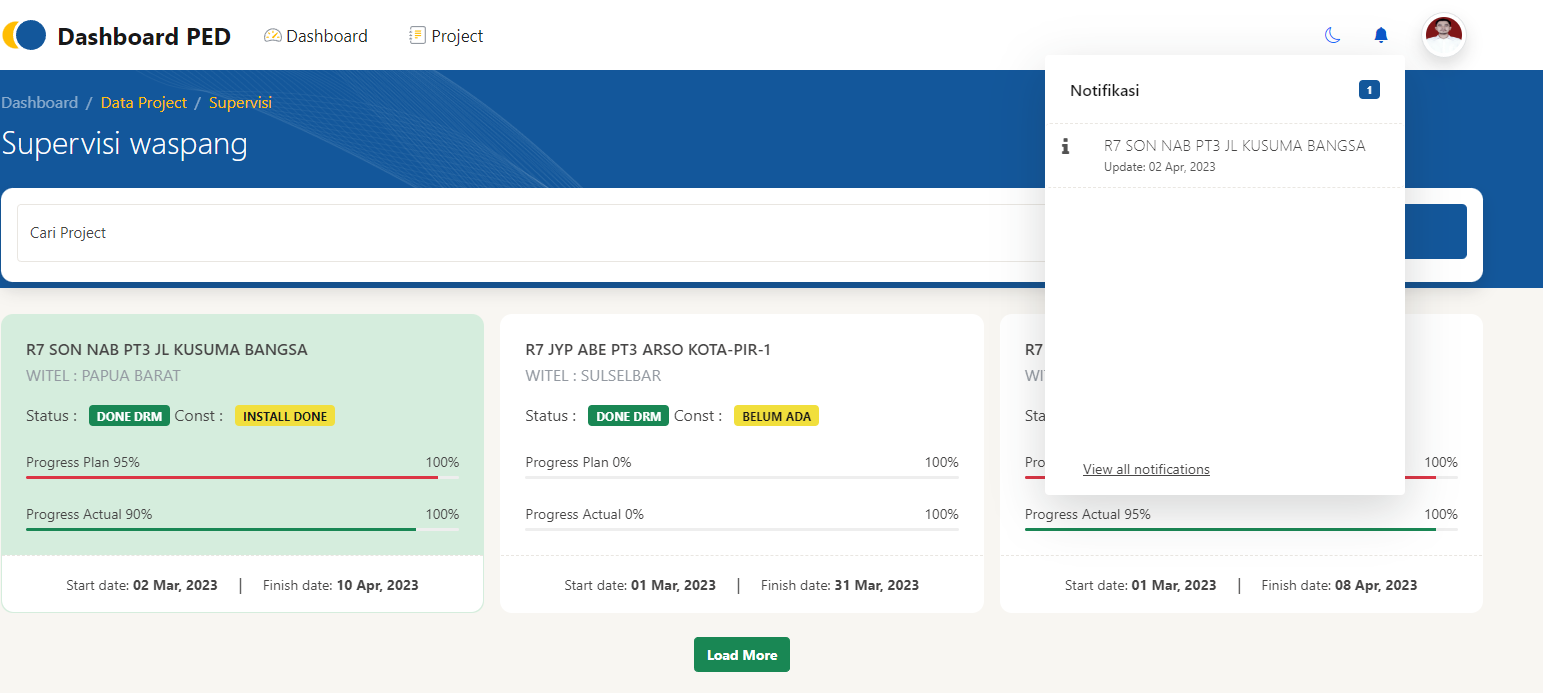 Dashboard PED
Dashboard
Project
Dashboard / Data Project / Supervisi
Supervisi waspang
Cari Project
Notifikasi
1
R7 SON NAB PT3 JL KUSUMA BANGSA
Update: 02 Apr, 2023
View all notifications
R7 SON NAB PT3 JL KUSUMA BANGSA
WITEL : PAPUA BARAT
Status : DONE DRM Const : INSTALL DONE
Progress Plan 95% 100%
Progress Actual 90% 100%
Start date: 02 Mar, 2023 | Finish date: 10 Apr, 2023
R7 JYP ABE PT3 ARSO KOTA-PIR-1
WITEL : SULSELBAR
Status : DONE DRM Const : BELUM ADA
Progress Plan 0% 100%
Progress Actual 0% 100%
Start date: 01 Mar, 2023 | Finish date: 31 Mar, 2023
R7
100%
Progress Actual 95% 100%
Start date: 01 Mar, 2023 | Finish date: 08 Apr, 2023
Load More